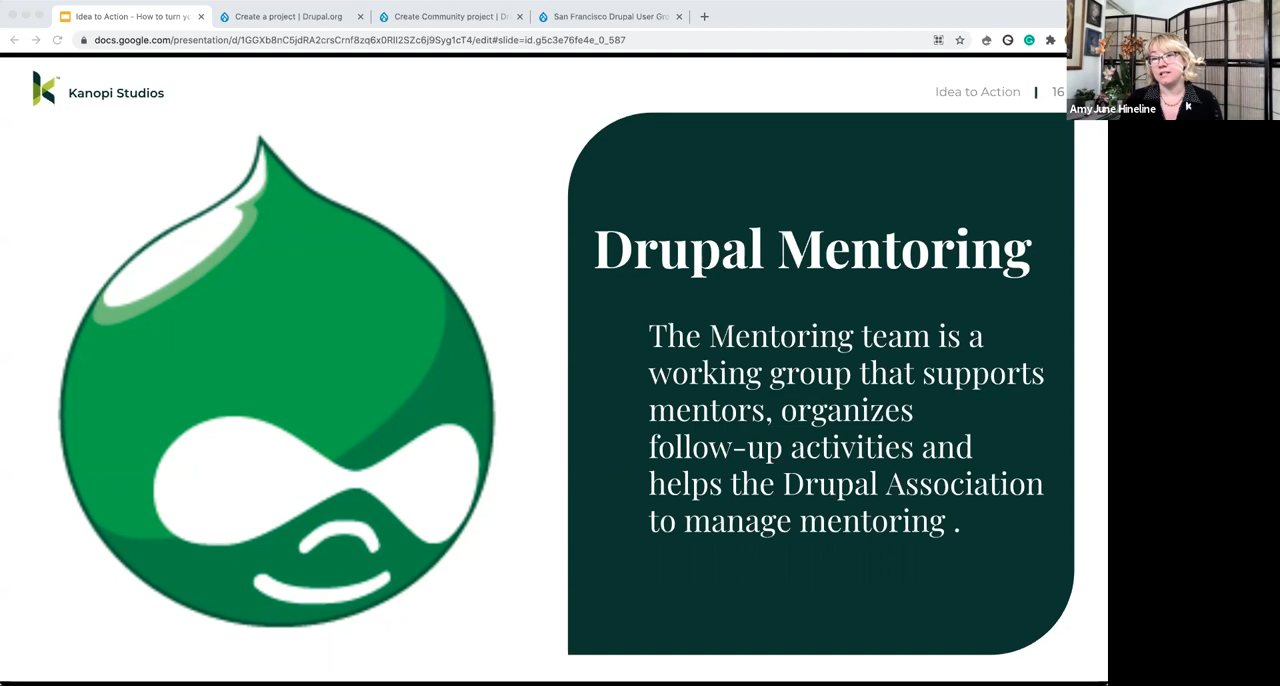 Idea to Action - How to turn yo
Create a project | Drupal.org
Create Community project | Dr
San Francisco Drupal User Gro
docs.google.com/presentation/d/1GGXb8nC5jdRA2crsCrnf8zq6x0RlI2SZc6j9Syg1cT4/edit#slide=id.g5c3e76fe4e_0_587
Kanopi Studios
Idea to Action | 16
Amy June Hineline
Drupal Mentoring
The Mentoring team is a
working group that supports
mentors, organizes
follow-up activities and
helps the Drupal Association
to manage mentoring .